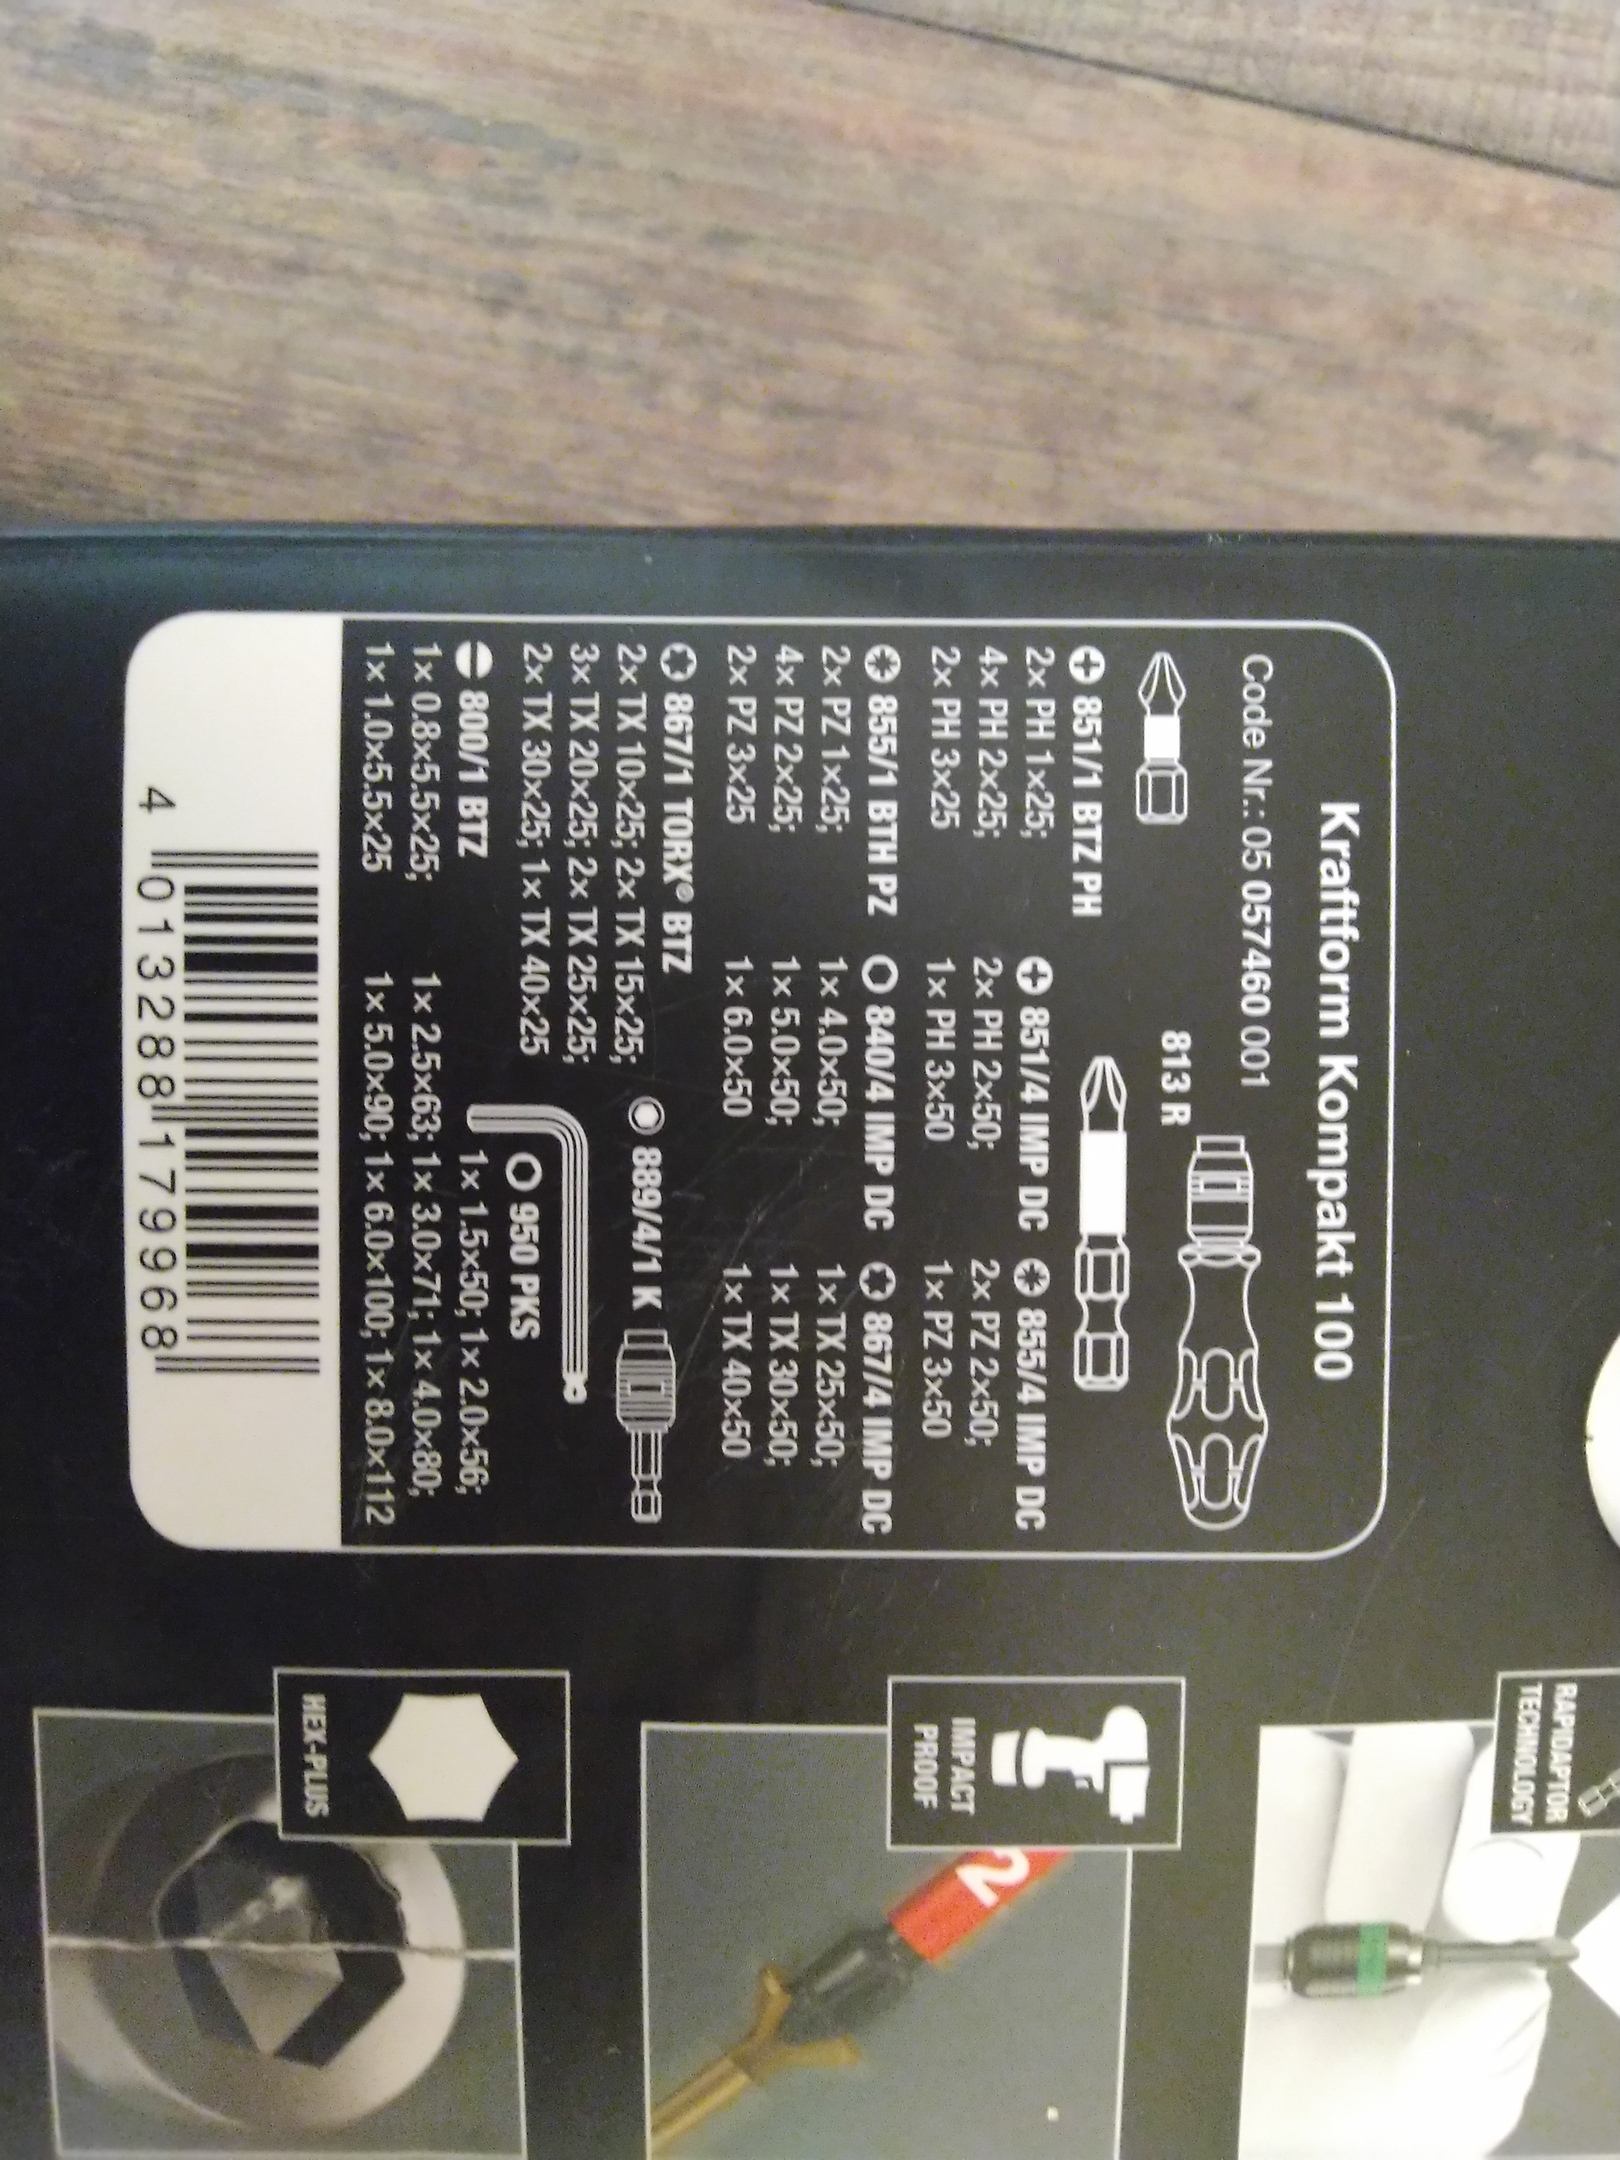 Kraftform Kompakt 100
Code Nr.: 05 057460 001
813 R
851/1 BTZ PH
2x PH 1x25;
4x PH 2x25;
2x PH 3x25
851/4 IMP DC
2x PH 2x50;
1x PH 3x50
855/4 IMP DC
2x PZ 2x50;
1x PZ 3x50
855/1 BTH PZ
2x PZ 1x25;
4x PZ 2x25;
2x PZ 3x25
840/4 IMP DC
1x 4.0x50;
1x 5.0x50;
1x 6.0x50
867/4 IMP DC
1x TX 25x50;
1x TX 30x50;
1x TX 40x50
867/1 TORX® BTZ
2x TX 10x25; 2x TX 15x25;
3x TX 20x25; 2x TX 25x25;
2x TX 30x25; 1x TX 40x25
889/4/1 K
800/1 BTZ
1x 0.8x5.5x25;
1x 1.0x5.5x25
950 PKS
1x 1.5x50; 1x 2.0x56;
1x 2.5x63; 1x 3.0x71; 1x 4.0x80;
1x 5.0x90; 1x 6.0x100; 1x 8.0x112
4 013288 179968
RAPIDAPTOR
TECHNOLOGY
IMPACT
PROOF
2
HEX-PLUS